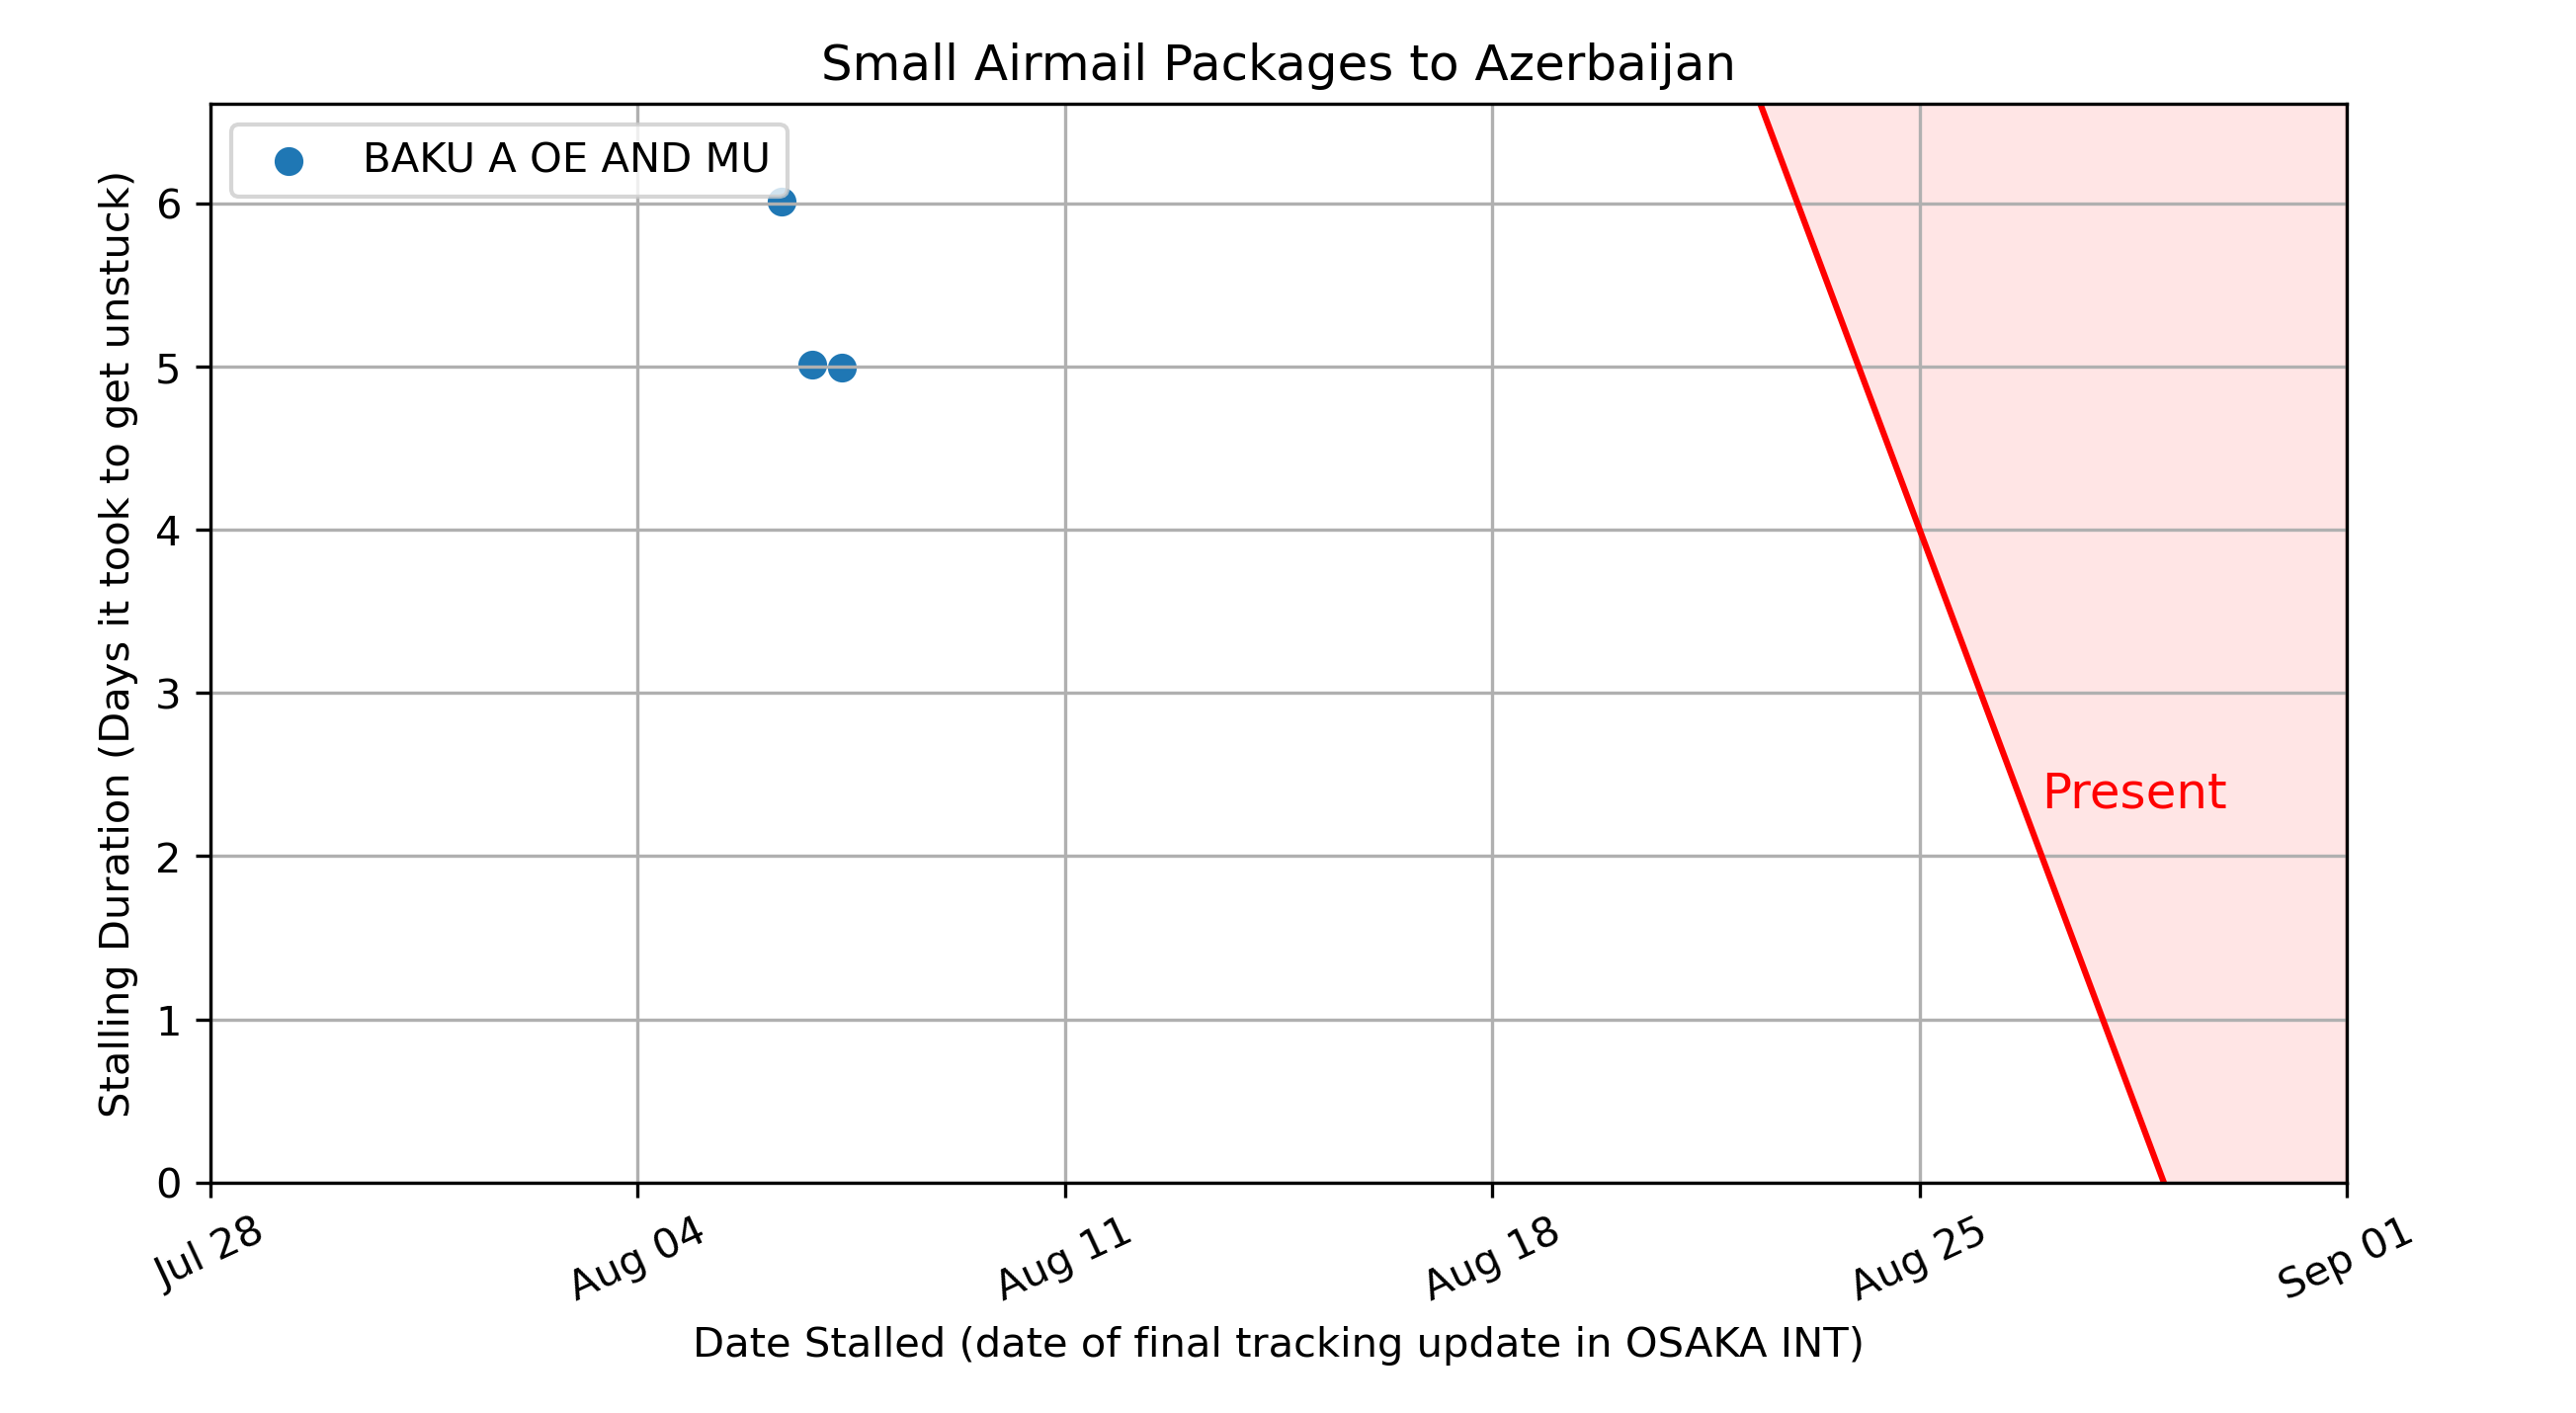 Small Airmail Packages to Azerbaijan
BAKU A OE AND MU
Stalling Duration (Days it took to get unstuck)
6
5
4
3
2
1
0
Present
Jul 28
Aug 04
Aug 11
Aug 18
Aug 25
Sep 01
Date Stalled (date of final tracking update in OSAKA INT)